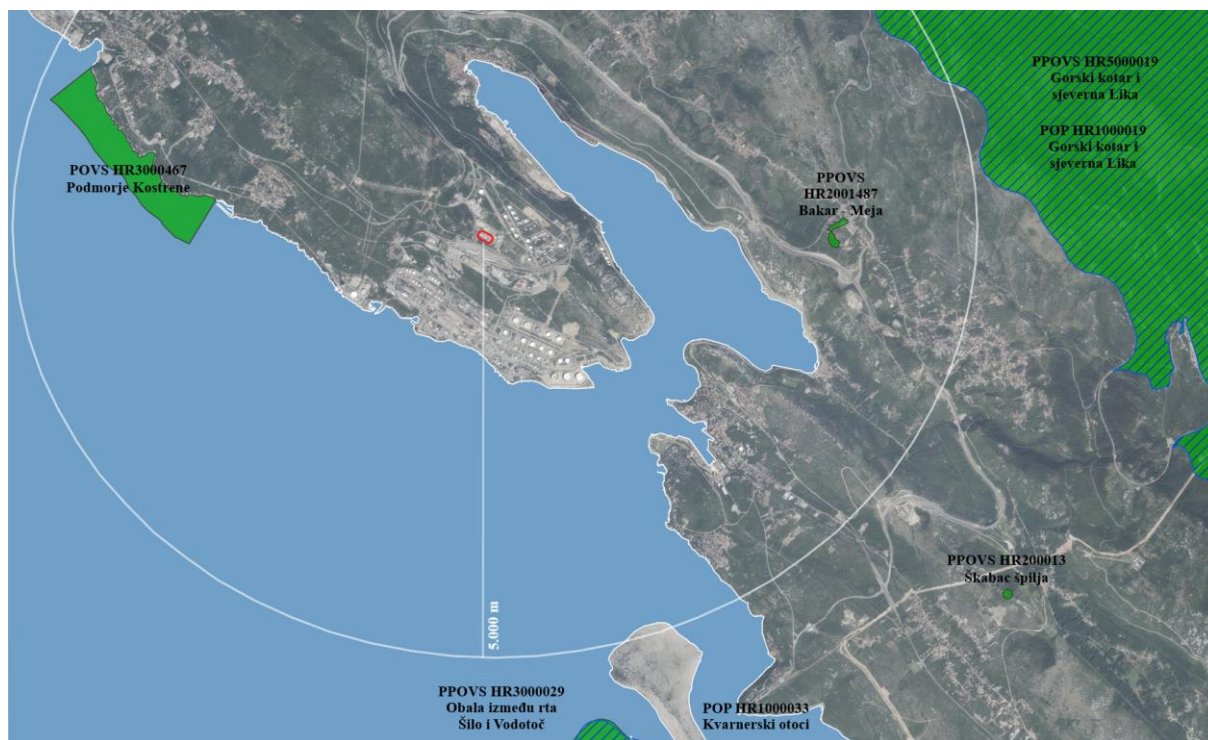 PPOVS HR5000019
Gorski kotar i
sjeverna Lika
POP HR1000019
Gorski kotar i
sjeverna Lika
POVS HR3000467
Podmorje Kostrene
PPOVS
HR2001487
Bakar - Meja
PPOVS HR200013
Škabac špilja
5.000 m
PPOVS HR3000029
Obala između rta
Šilo i Vodotoč
POP HR1000033
Kvarnerski otoci